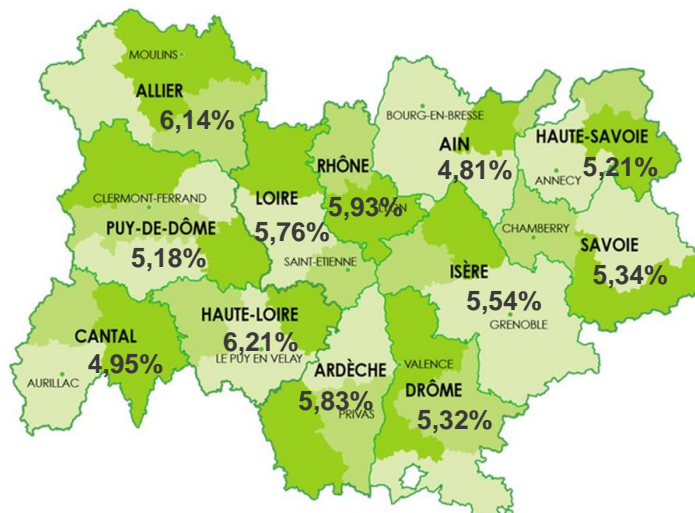 MOULINS
ALLIER
6,14%
BOURG-EN-BRESSE
AIN
4,81%
HAUTE-SAVOIE
5,21%
ANNECY
RHÔNE
5,93%
LYON
CLERMONT-FERRAND
PUY-DE-DÔME
5,18%
LOIRE
5,76%
SAINT-ETIENNE
CHAMBERRY
SAVOIE
5,34%
ISÈRE
5,54%
GRENOBLE
CANTAL
4,95%
AURILLAC
HAUTE-LOIRE
6,21%
LE PUY EN VELAY
ARDÈCHE
5,83%
PRIVAS
VALENCE
DRÔME
5,32%